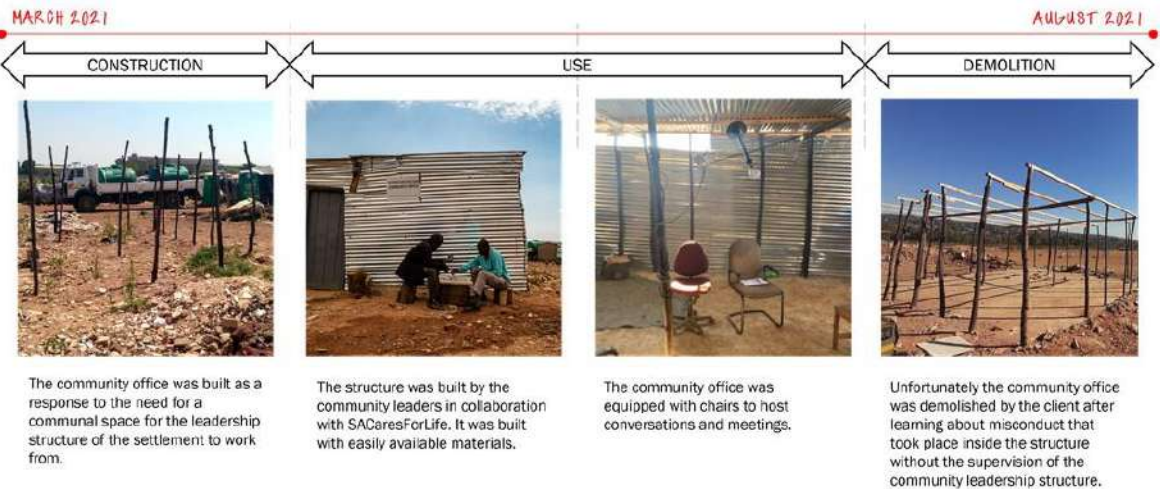 MARCH 2021
AUGUST 2021
CONSTRUCTION
USE
DEMOLITION
The community office was built as a
response to the need for a
communal space for the leadership
structure of the settlement to work
from.
The structure was built by the
community leaders in collaboration
with SACaresForLife. It was built
with easily available materials.
The community office was
equipped with chairs to host
conversations and meetings.
Unfortunately the community office
was demolished by the client after
learning about misconduct that
took place inside the structure
without the supervision of the
community leadership structure.